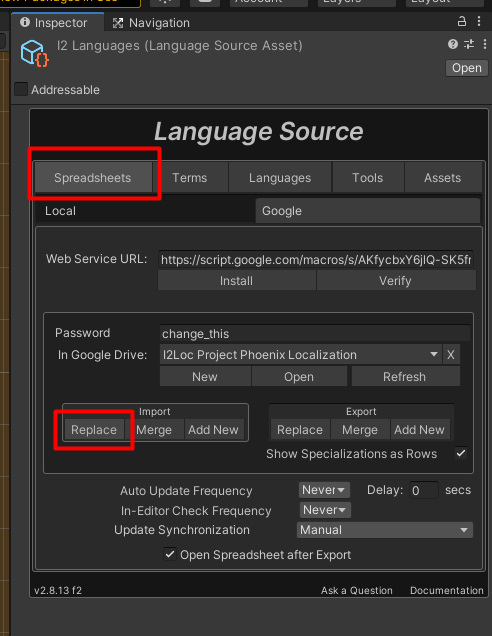 Account Layers Layout
Inspector Navigation
I2 Languages (Language Source Asset)
Open
Addressable
Language Source
Spreadsheets Terms Languages Tools Assets
Local Google
Web Service URL: https://script.google.com/macros/s/AKfycbxY6jIQ-SK5fr
Install Verify
Password change_this
In Google Drive: I2Loc Project Phoenix Localization X
New Open Refresh
Import Export
Replace Merge Add New Replace Merge Add New
Show Specializations as Rows
Auto Update Frequency Never Delay: 0 secs
In-Editor Check Frequency Never
Update Synchronization Manual
Open Spreadsheet after Export
v2.8.13 f2 Ask a Question Documentation